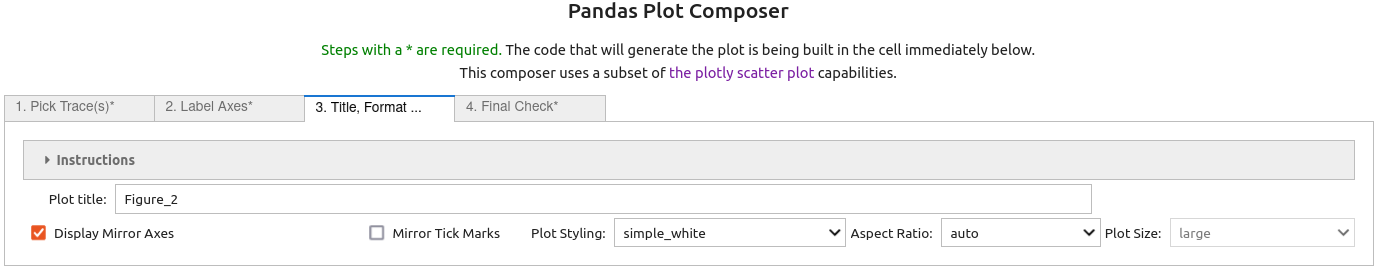 Pandas Plot Composer
Steps with a * are required. The code that will generate the plot is being built in the cell immediately below.
This composer uses a subset of the plotly scatter plot capabilities.
1. Pick Trace(s)* 2. Label Axes* 3. Title, Format ... 4. Final Check*
Instructions
Plot title: Figure_2
Display Mirror Axes Mirror Tick Marks Plot Styling: simple_white Aspect Ratio: auto Plot Size: large